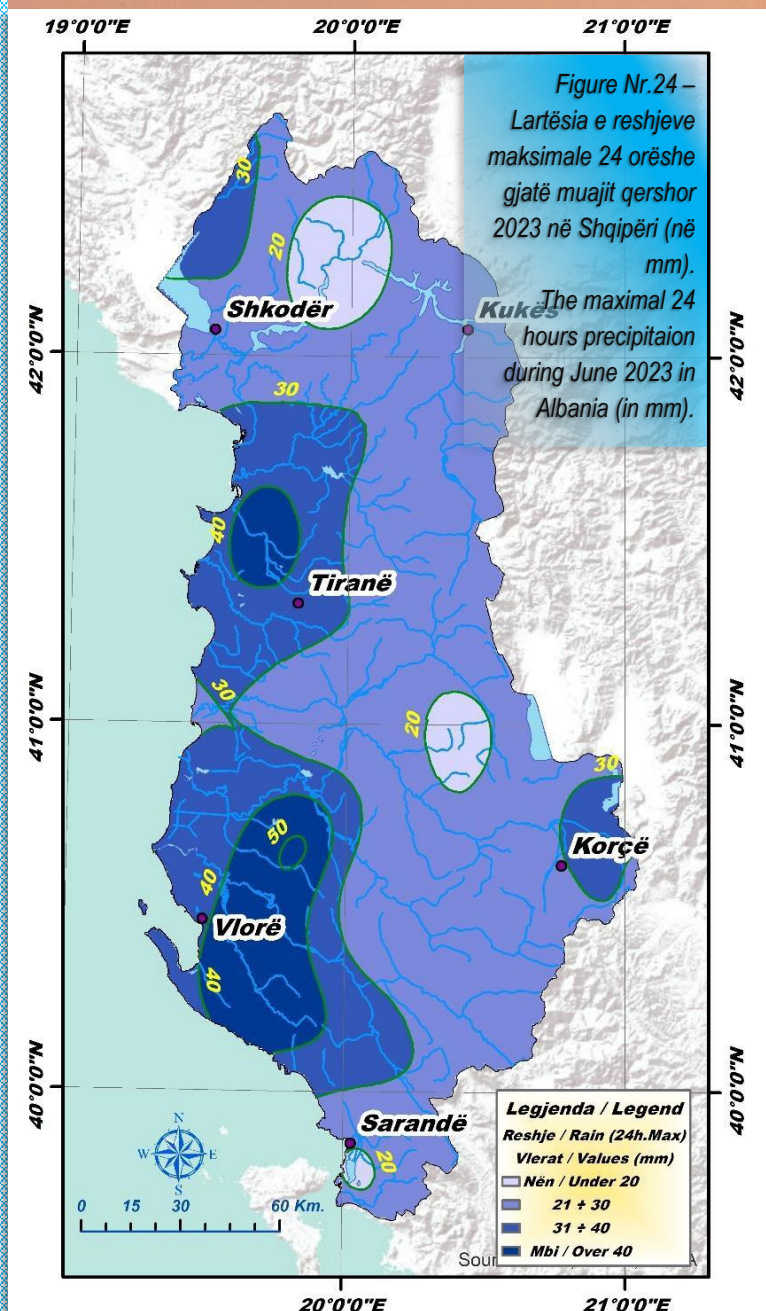 19°0'0"E
20°0'0"E
21°0'0"E
Figure Nr.24 –
Lartësia e reshjeve
maksimale 24 orëshe
gjatë muajit qershor
2023 në Shqipëri (në
mm).
The maximal 24
hours precipitaion
during June 2023 in
Albania (in mm).
30
20
Shkodër
Kukës
42°0'0"N
42°0'0"N
30
40
Tiranë
30
41°0'0"N
41°0'0"N
20
30
50
Korçë
40
Vlorë
40
40°0'0"N
40°0'0"N
Sarandë
20
N
W
E
S
0 15 30 60 Km.
Legjenda / Legend
Reshje / Rain (24h.Max)
Vlerat / Values (mm)
Nën / Under 20
21 ÷ 30
31 ÷ 40
Mbi / Over 40
20°0'0"E
21°0'0"E